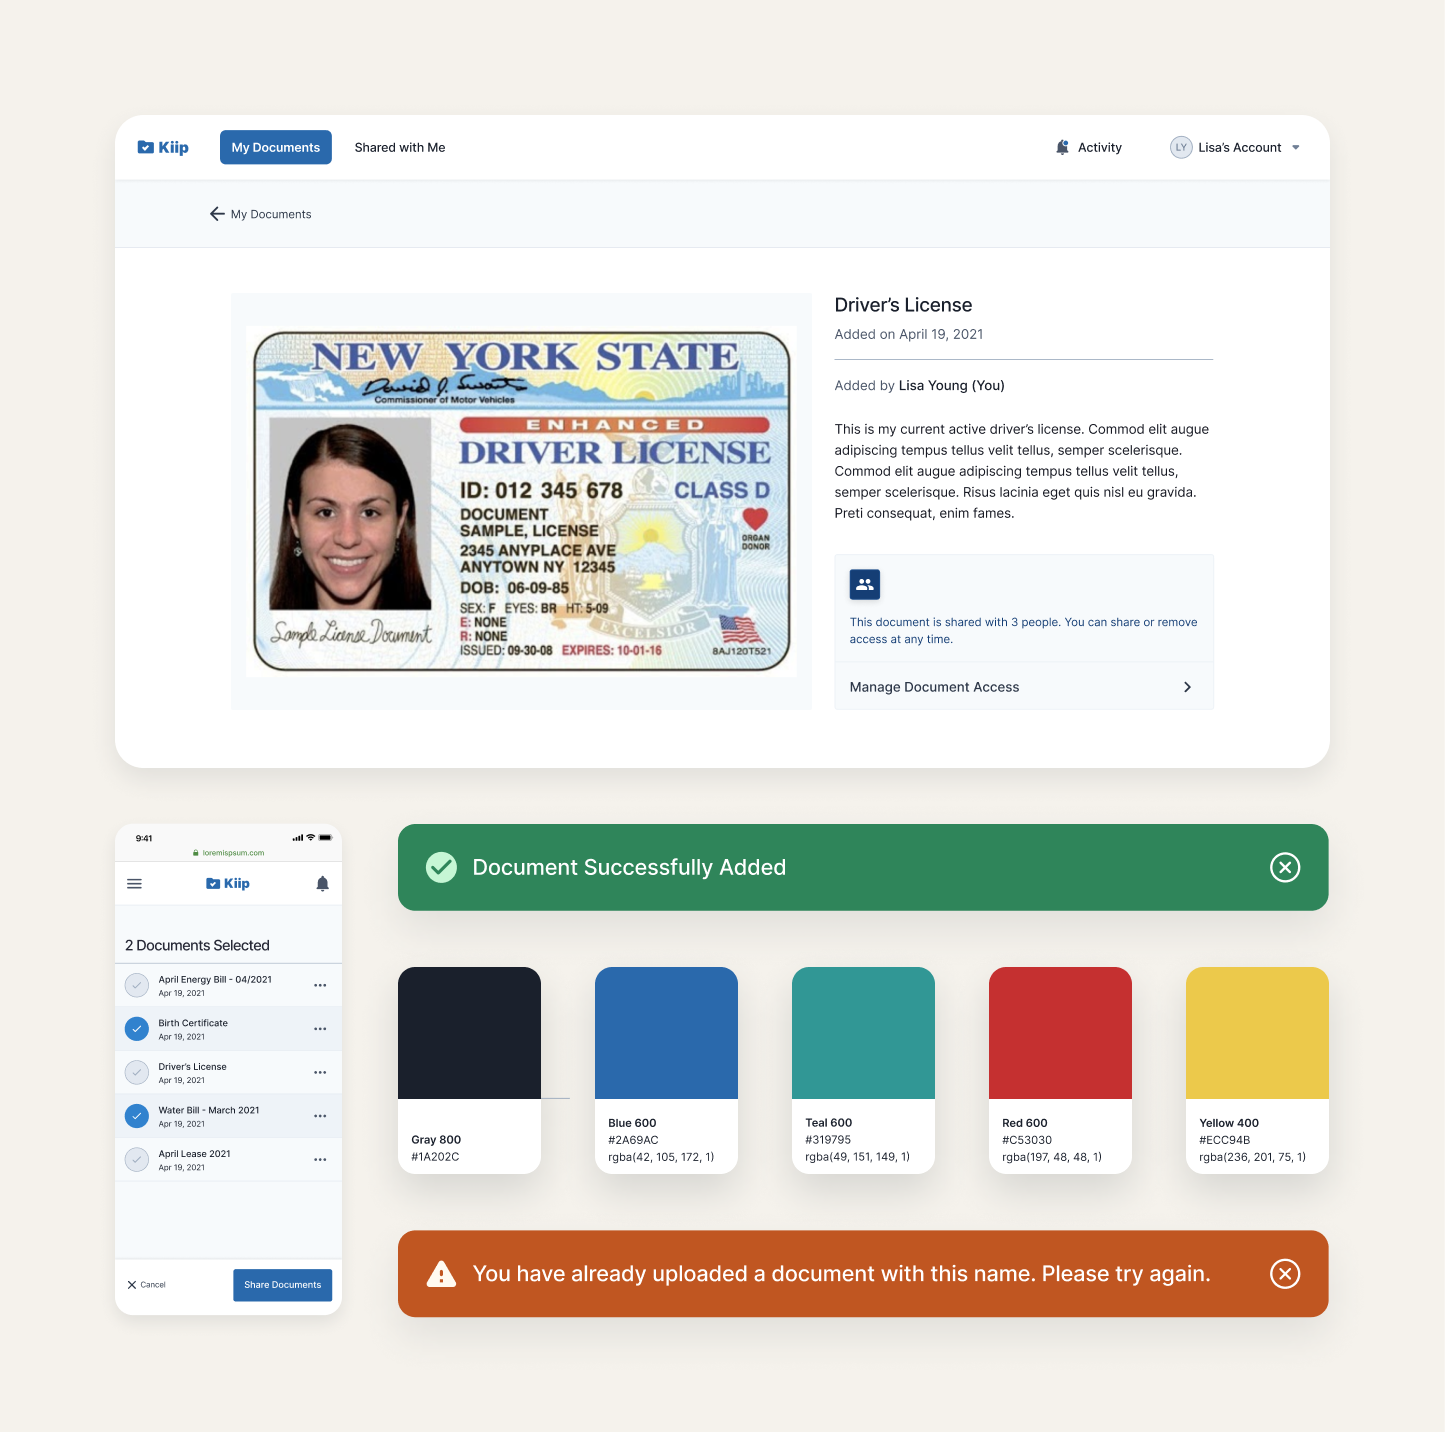 Kiip
My Documents
Shared with Me
Activity
LY
Lisa's Account
My Documents
NEW YORK STATE
David J. Swarts
Commissioner of Motor Vehicles
ENHANCED
DRIVER LICENSE
ID: 012 345 678
CLASS D
DOCUMENT
SAMPLE, LICENSE
2345 ANYPLACE AVE
ANYTOWN NY 12345
DOB: 06-09-85
SEX: F EYES: BR HT: 5-09
E: NONE
R: NONE
ISSUED: 09-30-08 EXPIRES: 10-01-16
ORGAN
DONOR
EXCELSIOR
8AJ120T521
Sample License Document
Driver's License
Added on April 19, 2021
Added by Lisa Young (You)
This is my current active driver's license. Commod elit augue
adipiscing tempus tellus velit tellus, semper scelerisque.
Commod elit augue adipiscing tempus tellus velit tellus,
semper scelerisque. Risus lacinia eget quis nisl eu gravida.
Preti consequat, enim fames.
This document is shared with 3 people. You can share or remove
access at any time.
Manage Document Access
9:41
loremispsum.com
Kiip
2 Documents Selected
April Energy Bill - 04/2021
Apr 19, 2021
Birth Certificate
Apr 19, 2021
Driver's License
Apr 19, 2021
Water Bill - March 2021
Apr 19, 2021
April Lease 2021
Apr 19, 2021
Cancel
Share Documents
Document Successfully Added
Gray 800
#1A202C
Blue 600
#2A69AC
rgba(42, 105, 172, 1)
Teal 600
#319795
rgba(49, 151, 149, 1)
Red 600
#C53030
rgba(197, 48, 48, 1)
Yellow 400
#ECC94B
rgba(236, 201, 75, 1)
You have already uploaded a document with this name. Please try again.